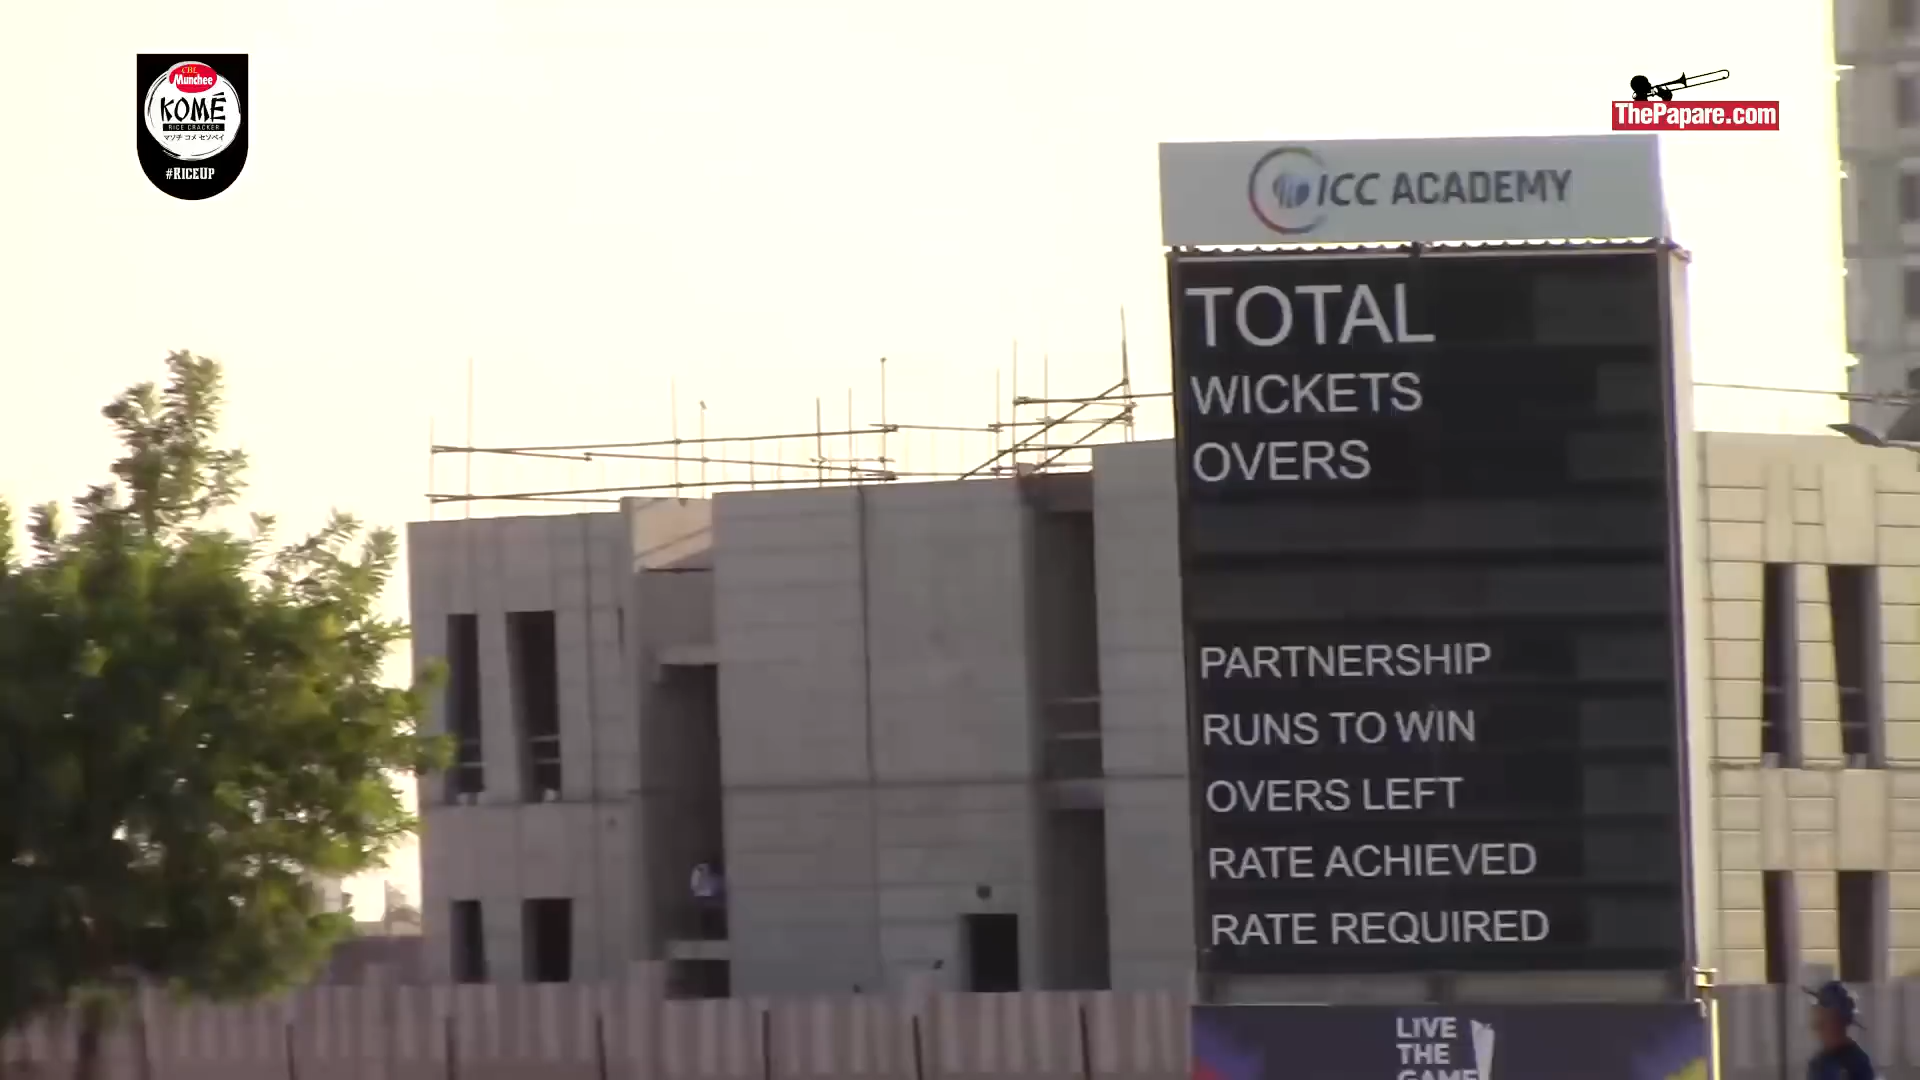 CBL
Munchee
KOMÉ
RICE CRACKER
#RICEUP
ThePapare.com
ICC ACADEMY
TOTAL
WICKETS
OVERS
PARTNERSHIP
RUNS TO WIN
OVERS LEFT
RATE ACHIEVED
RATE REQUIRED
LIVE
THE
GAME